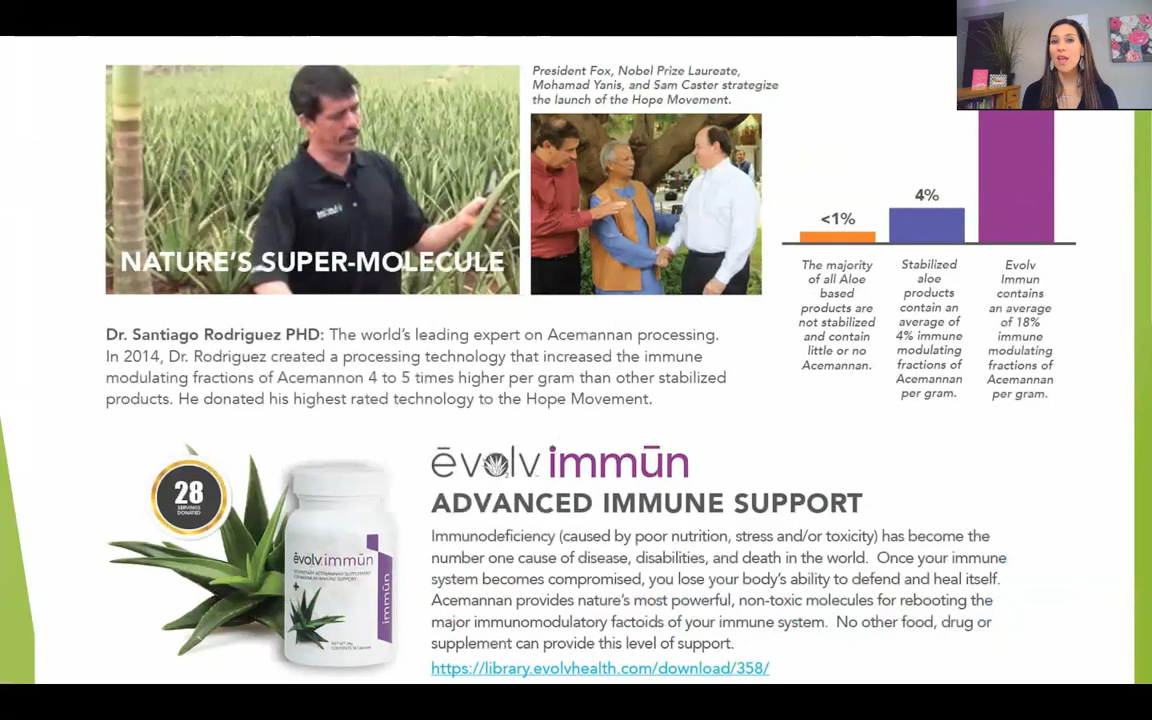 President Fox, Nobel Prize Laureate,
Mohamad Yanis, and Sam Caster strategize
the launch of the Hope Movement.
NATURE'S SUPER-MOLECULE
<1%
4%
The majority
of all Aloe
based
products are
not stabilized
and contain
little or no
Acemannan.
Stabilized
aloe
products
contain an
average of
4% immune
modulating
fractions of
Acemannan
per gram.
Evolv
Immun
contains
an average
of 18%
immune
modulating
fractions of
Acemannan
per gram.
Dr. Santiago Rodriguez PHD: The world's leading expert on Acemannan processing.
In 2014, Dr. Rodriguez created a processing technology that increased the immune
modulating fractions of Acemannon 4 to 5 times higher per gram than other stabilized
products. He donated his highest rated technology to the Hope Movement.
28
SERVINGS
DONATED
ēvolv immūn
immūn
ēvolv immūn
ADVANCED IMMUNE SUPPORT
Immunodeficiency (caused by poor nutrition, stress and/or toxicity) has become the
number one cause of disease, disabilities, and death in the world. Once your immune
system becomes compromised, you lose your body's ability to defend and heal itself.
Acemannan provides nature's most powerful, non-toxic molecules for rebooting the
major immunomodulatory factoids of your immune system. No other food, drug or
supplement can provide this level of support.
https://library.evolvhealth.com/download/358/